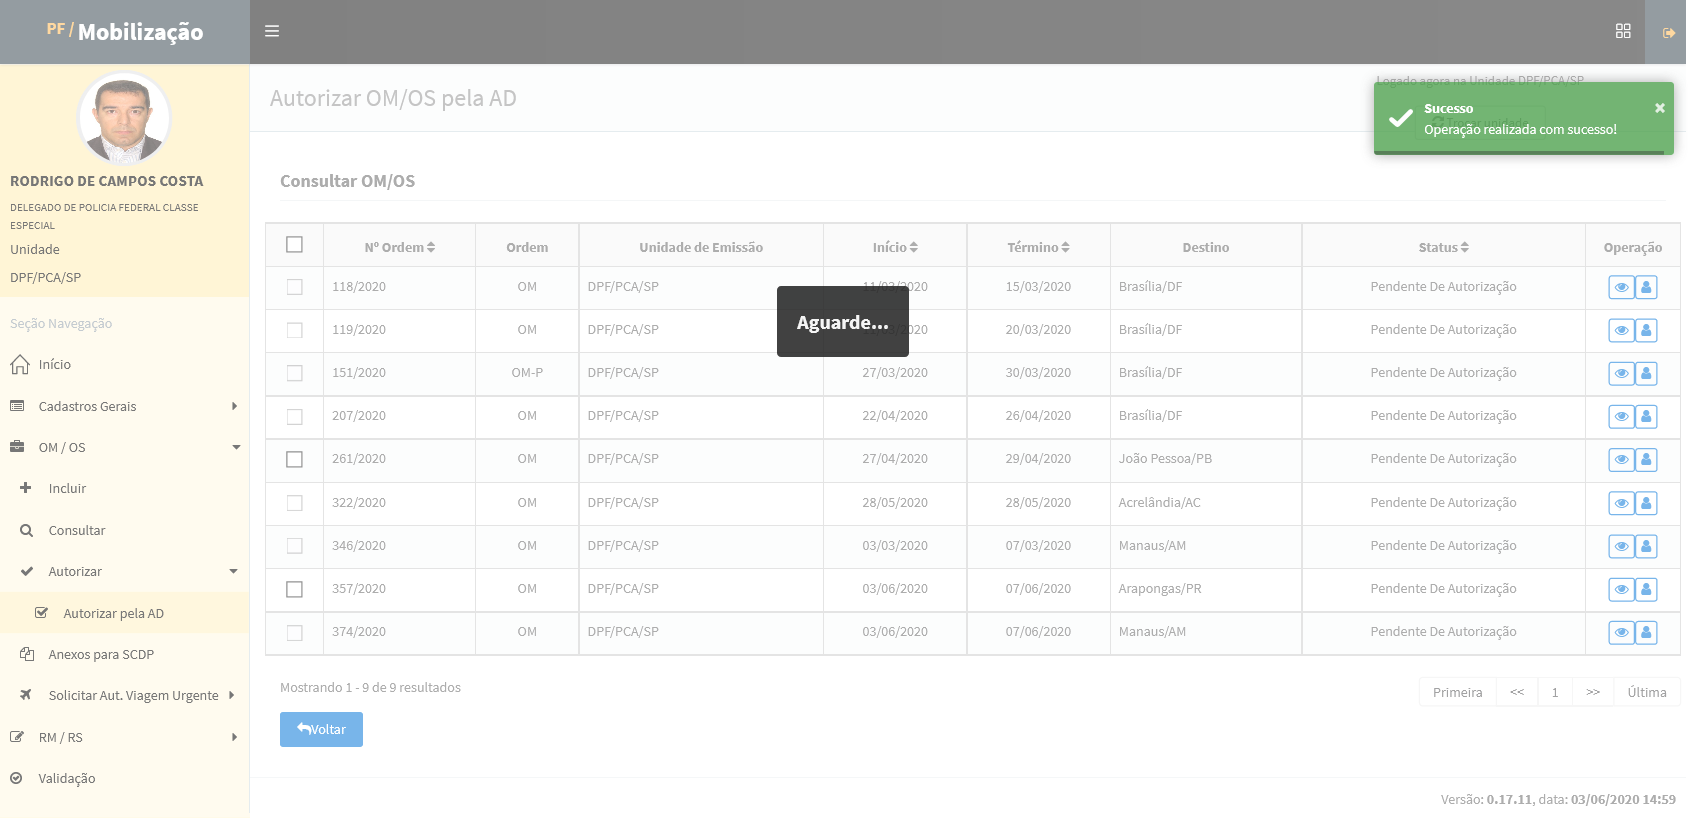 PF / Mobilização
Logado agora na Unidade DPF/PCA/SP
Trocar unidade
Sucesso
×
Operação realizada com sucesso!
RODRIGO DE CAMPOS COSTA
DELEGADO DE POLICIA FEDERAL CLASSE
ESPECIAL
Unidade
DPF/PCA/SP
Seção Navegação
Início
Cadastros Gerais
OM / OS
Incluir
Consultar
Autorizar
Autorizar pela AD
Anexos para SCDP
Solicitar Aut. Viagem Urgente
RM / RS
Validação
Autorizar OM/OS pela AD
Consultar OM/OS
Nº Ordem Ordem Unidade de Emissão Início Término Destino Status Operação
118/2020 OM DPF/PCA/SP 11/03/2020 15/03/2020 Brasília/DF Pendente De Autorização
119/2020 OM DPF/PCA/SP 20/03/2020 Brasília/DF Pendente De Autorização
Aguarde...
151/2020 OM-P DPF/PCA/SP 27/03/2020 30/03/2020 Brasília/DF Pendente De Autorização
207/2020 OM DPF/PCA/SP 22/04/2020 26/04/2020 Brasília/DF Pendente De Autorização
261/2020 OM DPF/PCA/SP 27/04/2020 29/04/2020 João Pessoa/PB Pendente De Autorização
322/2020 OM DPF/PCA/SP 28/05/2020 28/05/2020 Acrelândia/AC Pendente De Autorização
346/2020 OM DPF/PCA/SP 03/03/2020 07/03/2020 Manaus/AM Pendente De Autorização
357/2020 OM DPF/PCA/SP 03/06/2020 07/06/2020 Arapongas/PR Pendente De Autorização
374/2020 OM DPF/PCA/SP 03/06/2020 07/06/2020 Manaus/AM Pendente De Autorização
Mostrando 1 - 9 de 9 resultados
Primeira << 1 >> Última
Voltar
Versão: 0.17.11, data: 03/06/2020 14:59